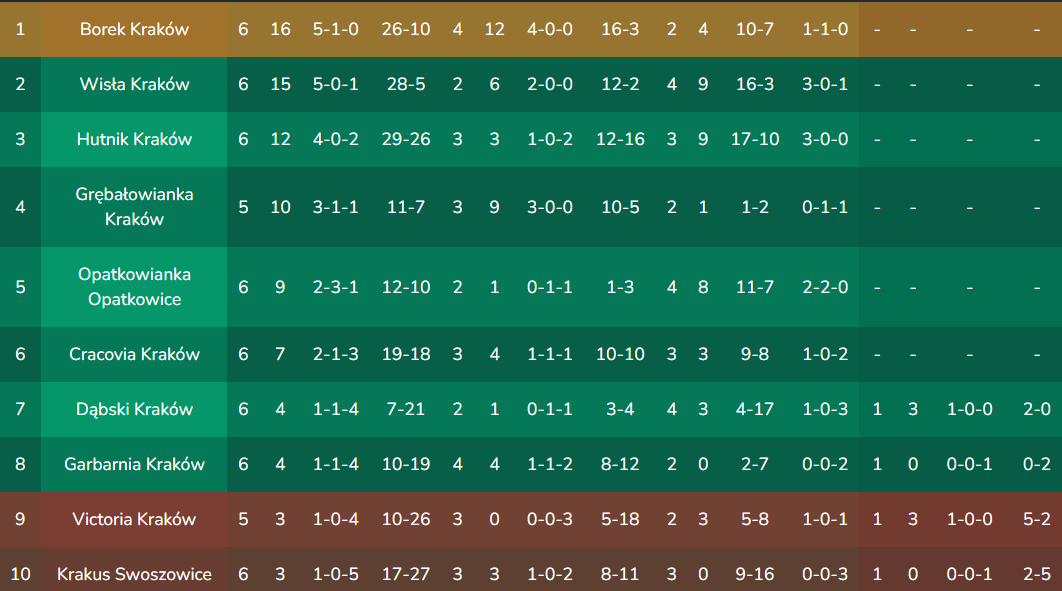 1 Borek Kraków 6 16 5-1-0 26-10 4 12 4-0-0 16-3 2 4 10-7 1-1-0 - - - -
2 Wisła Kraków 6 15 5-0-1 28-5 2 6 2-0-0 12-2 4 9 16-3 3-0-1 - - - -
3 Hutnik Kraków 6 12 4-0-2 29-26 3 3 1-0-2 12-16 3 9 17-10 3-0-0 - - - -
Grębałowianka
4 5 10 3-1-1 11-7 3 9 3-0-0 10-5 2 1 1-2 0-1-1 - - - -
Kraków
Opatkowianka
5 6 9 2-3-1 12-10 2 1 0-1-1 1-3 4 8 11-7 2-2-0 - - - -
Opatkowice
6 Cracovia Kraków 6 7 2-1-3 19-18 3 4 1-1-1 10-10 3 3 9-8 1-0-2 - - - -
7 Dąbski Kraków 6 4 1-1-4 7-21 2 1 0-1-1 3-4 4 3 4-17 1-0-3 1 3 1-0-0 2-0
8 Garbarnia Kraków 6 4 1-1-4 10-19 4 4 1-1-2 8-12 2 0 2-7 0-0-2 1 0 0-0-1 0-2
9 Victoria Kraków 5 3 1-0-4 10-26 3 0 0-0-3 5-18 2 3 5-8 1-0-1 1 3 1-0-0 5-2
10 Krakus Swoszowice 6 3 1-0-5 17-27 3 3 1-0-2 8-11 3 0 9-16 0-0-3 1 0 0-0-1 2-5